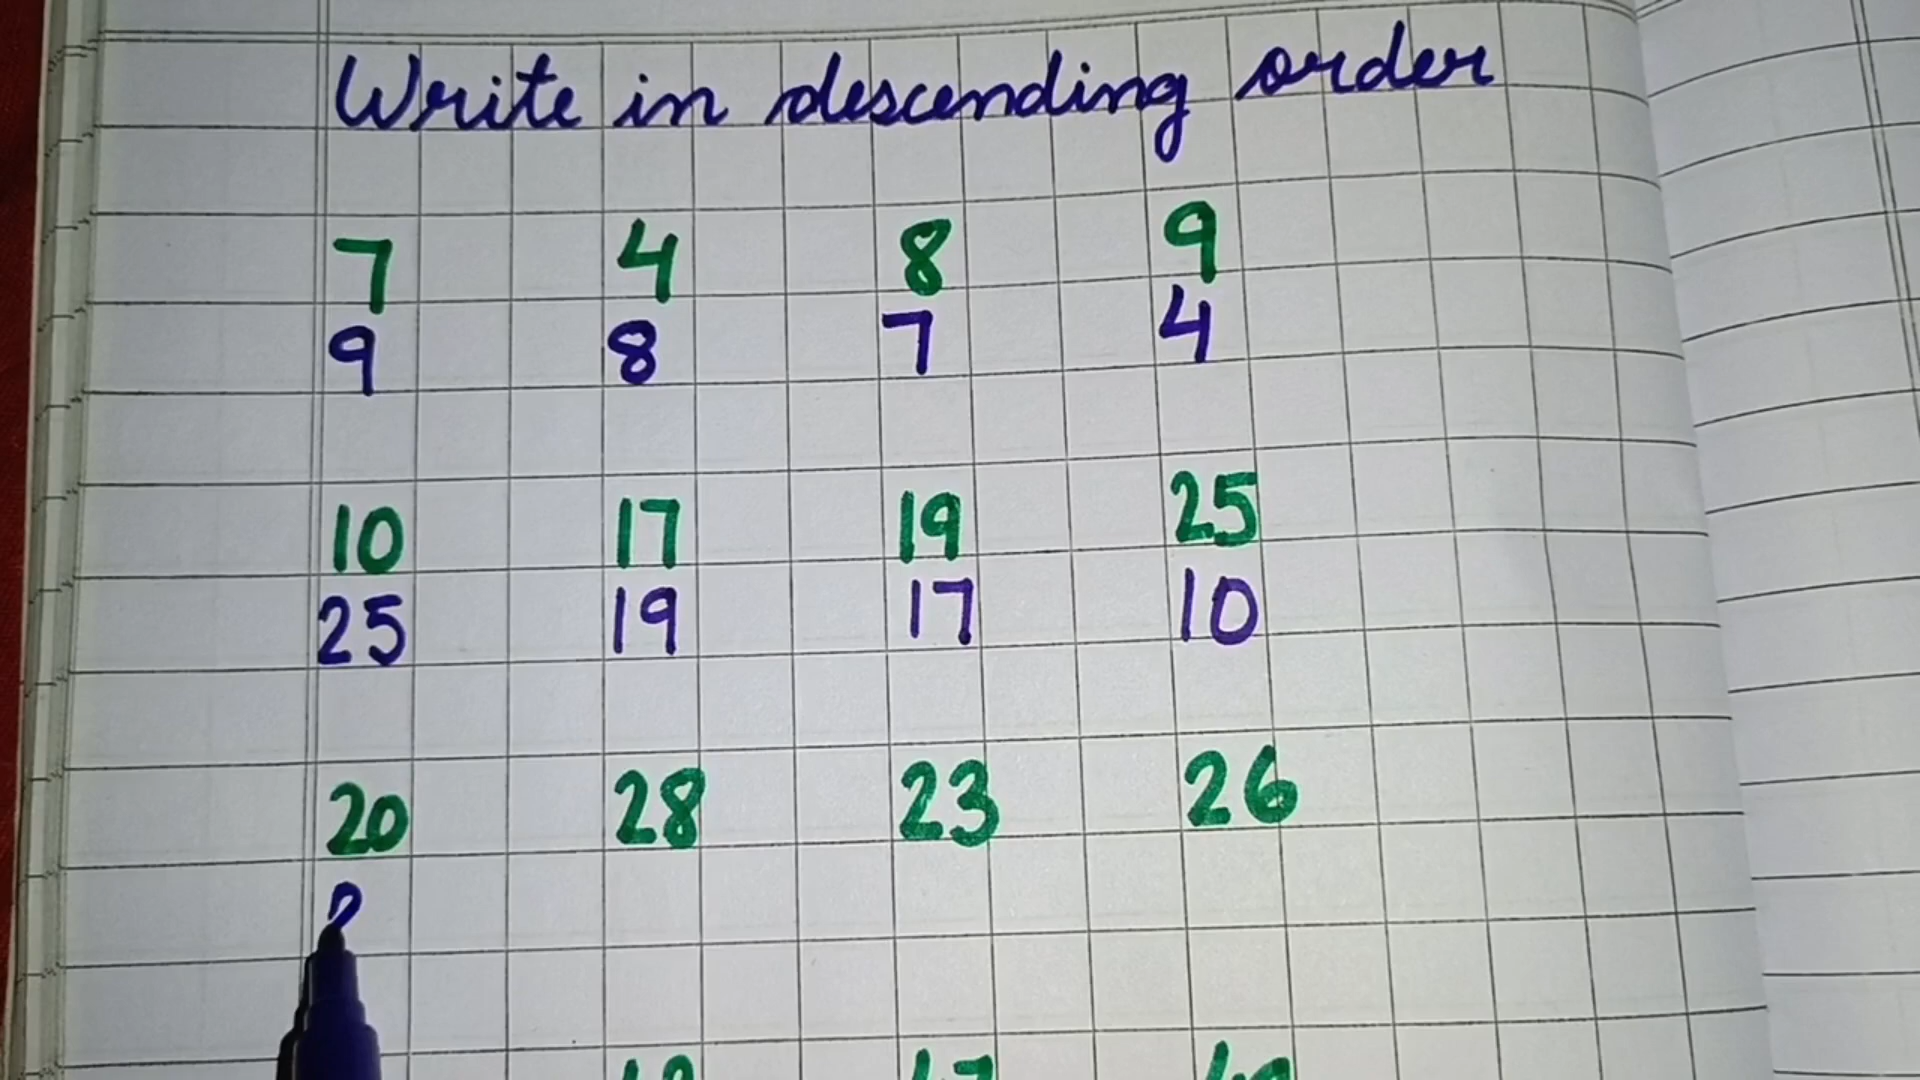 Write in descending order
7 4 8 9
9 8 7 4
10 17 19 25
25 19 17 10
20 28 23 26
2